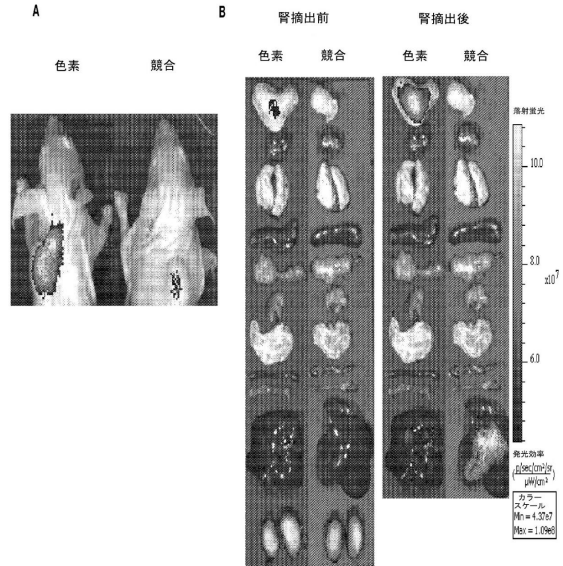 A
色素
競合
B
腎摘出前
腎摘出後
色素
競合
色素
競合
落射蛍光
10.0
8.0
x10⁷
6.0
発光効率
(p/sec/cm²/sr
μW/cm²)
カラー
スケール
Min = 4.37e7
Max = 1.09e8